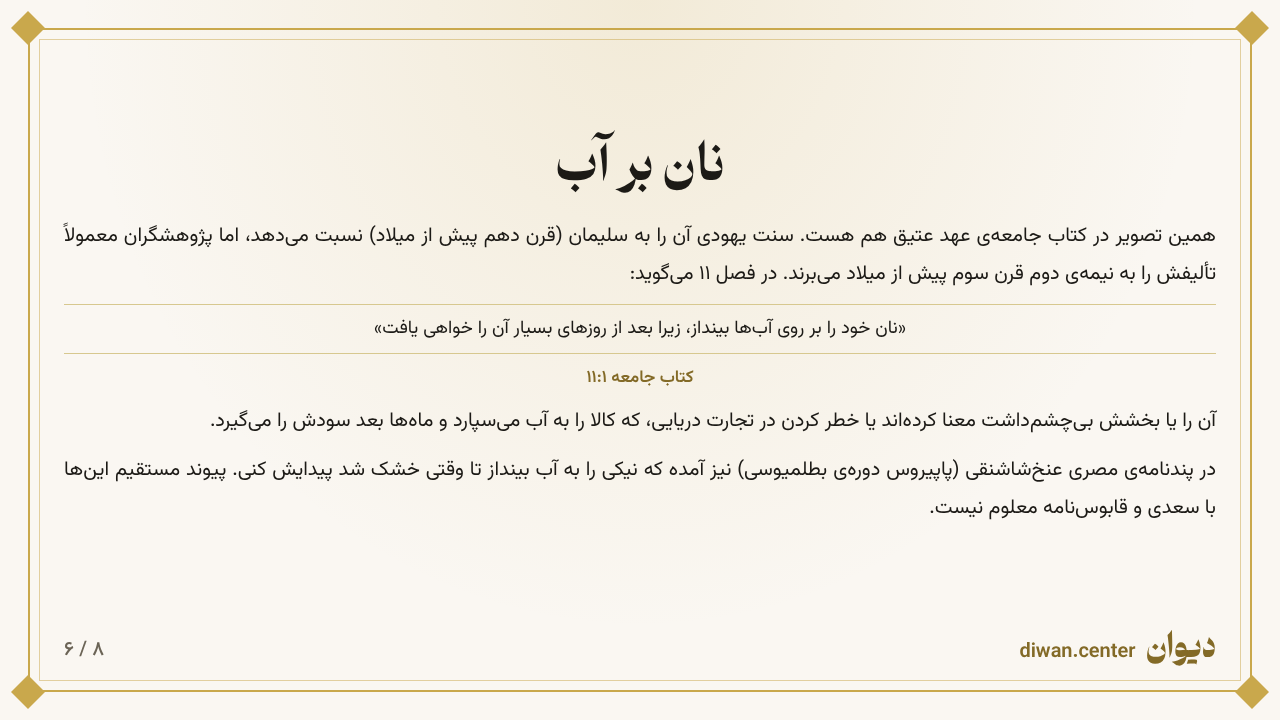 نان بر آب
همین تصویر در کتاب جامعه‌ی عهد عتیق هم هست. سنت یهودی آن را به سلیمان (قرن دهم پیش از میلاد) نسبت می‌دهد، اما پژوهشگران معمولاً
تألیفش را به نیمه‌ی دوم قرن سوم پیش از میلاد می‌برند. در فصل ۱۱ می‌گوید:
«نان خود را بر روی آب‌ها بینداز، زیرا بعد از روزهای بسیار آن را خواهی یافت»
کتاب جامعه ۱۱:۱
آن را یا بخشش بی‌چشم‌داشت معنا کرده‌اند یا خطر کردن در تجارت دریایی، که کالا را به آب می‌سپارد و ماه‌ها بعد سودش را می‌گیرد.
در پندنامه‌ی مصری عنخ‌شاشنقی (پاپیروس دوره‌ی بطلمیوسی) نیز آمده که نیکی را به آب بینداز تا وقتی خشک شد پیدایش کنی. پیوند مستقیم این‌ها
با سعدی و قابوس‌نامه معلوم نیست.
دیوان diwan.center
۶ / ۸